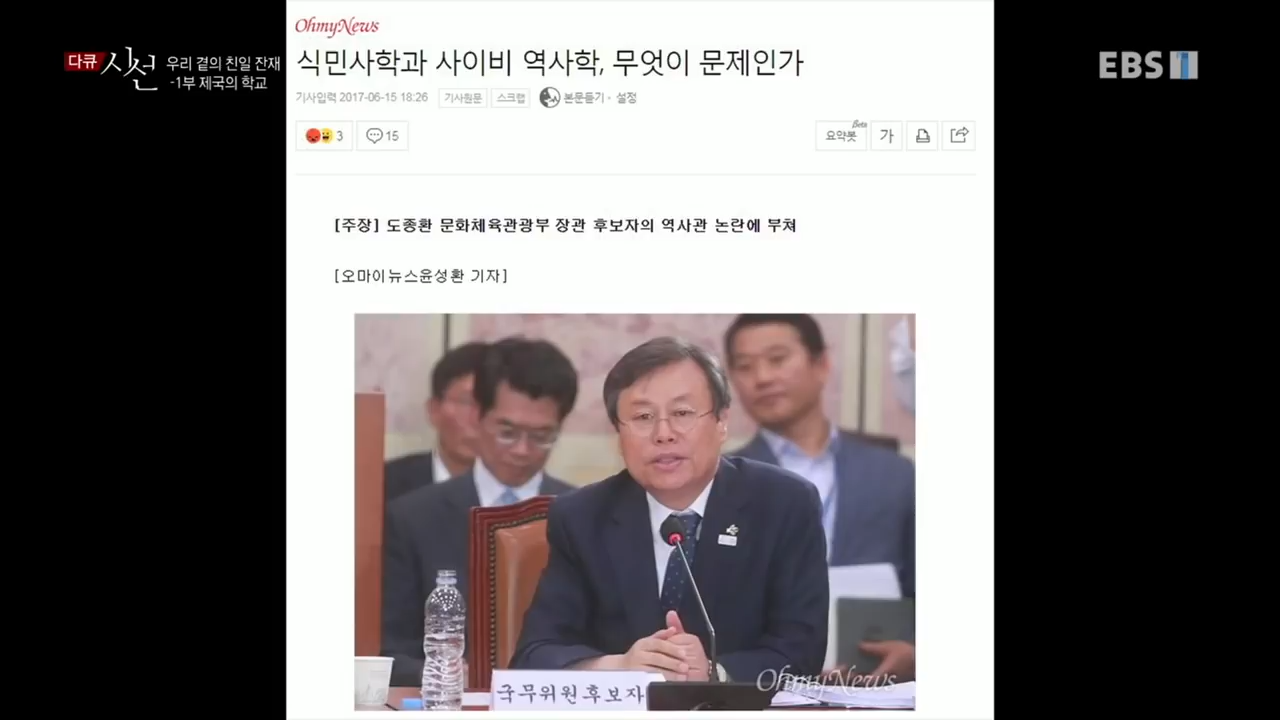 OhmyNews
다큐 시선
우리 곁의 친일 잔재
-1부 제국의 학교
EBS 1
식민사학과 사이비 역사학, 무엇이 문제인가
기사입력 2017-06-15 18:26 기사원문 스크랩 본문듣기 · 설정
3 15
요약봇 Beta 가
[주장] 도종환 문화체육관광부 장관 후보자의 역사관 논란에 부쳐
[오마이뉴스윤성환 기자]
국무위원후보자
OhmyNews